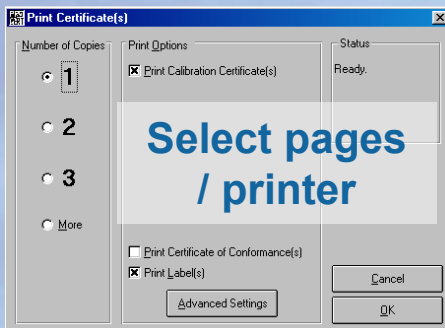 Print Certificate(s)
Number of Copies
1
2
3
More
Print Options
Print Calibration Certificate(s)
Select pages
/ printer
Print Certificate of Conformance(s)
Print Label(s)
Advanced Settings
Status
Ready.
Cancel
OK